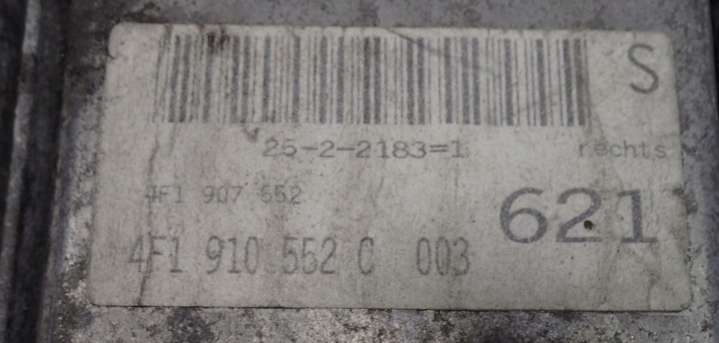 S
25-2-2183=1 rechts
4F1 907 552
621
4F1 910 552 C 003